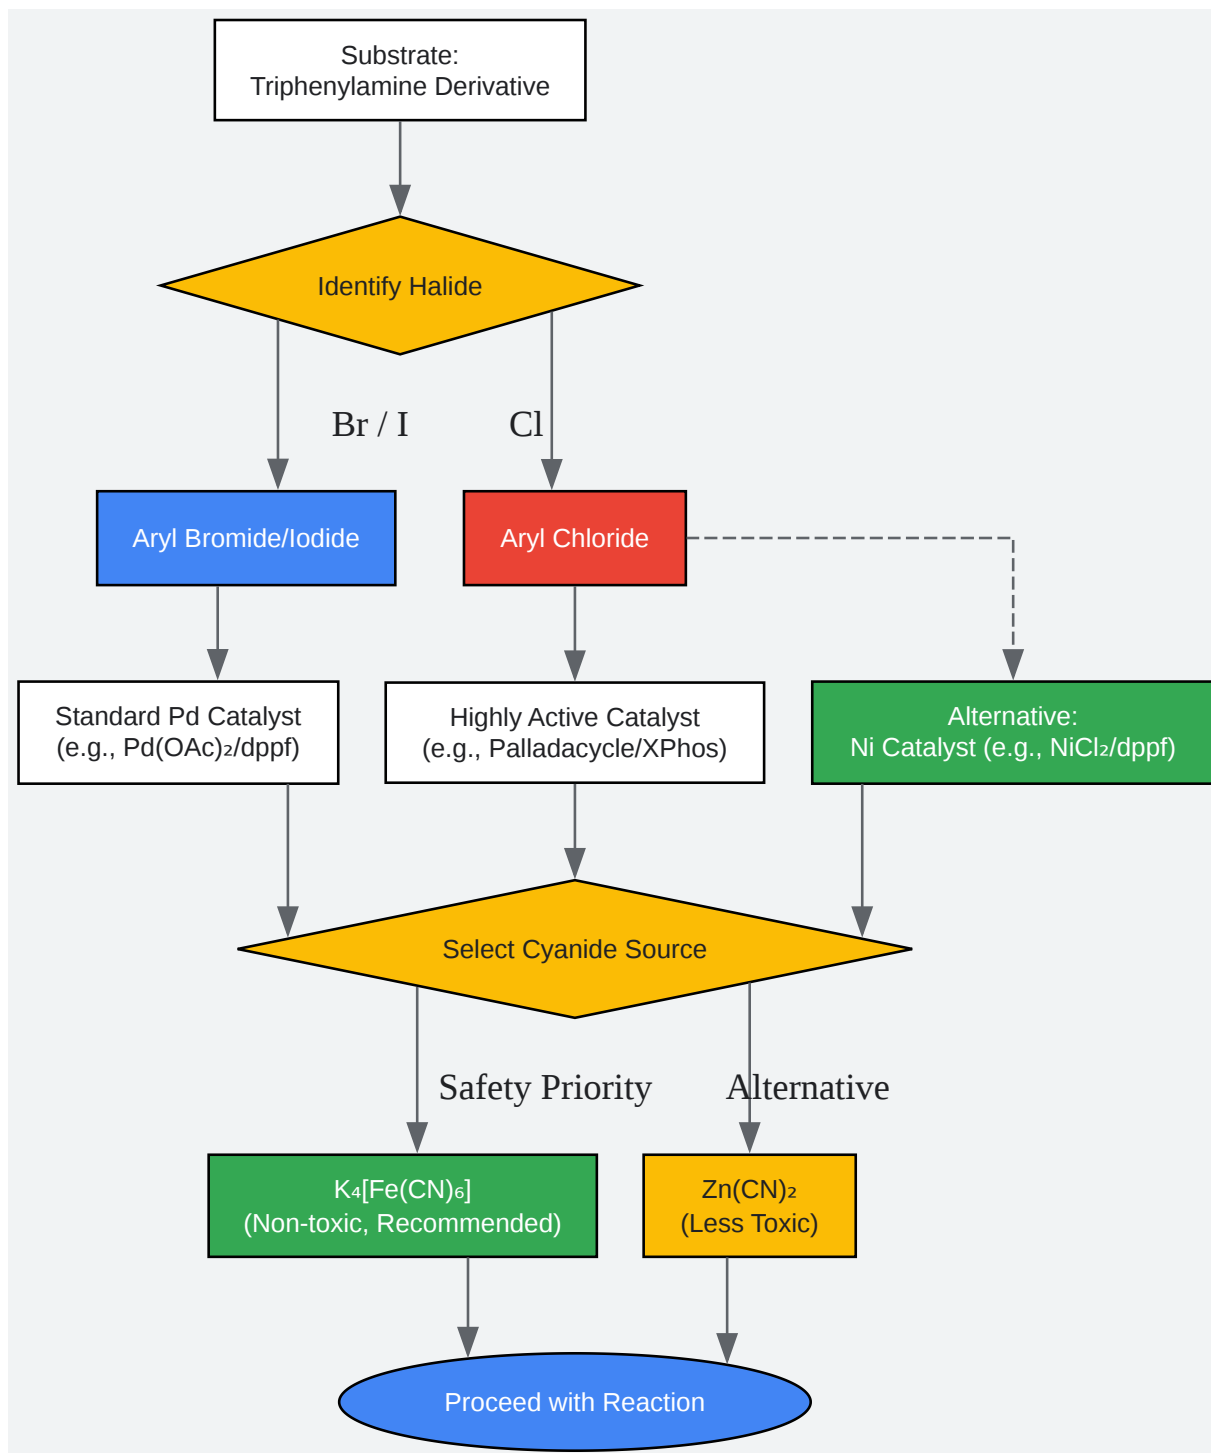 Substrate:
Triphenylamine Derivative
Identify Halide
Br / I
Cl
Aryl Bromide/Iodide
Aryl Chloride
Standard Pd Catalyst
(e.g., Pd(OAc)₂/dppf)
Highly Active Catalyst
(e.g., Palladacycle/XPhos)
Alternative:
Ni Catalyst (e.g., NiCl₂/dppf)
Select Cyanide Source
Safety Priority
Alternative
K₄[Fe(CN)₆]
(Non-toxic, Recommended)
Zn(CN)₂
(Less Toxic)
Proceed with Reaction